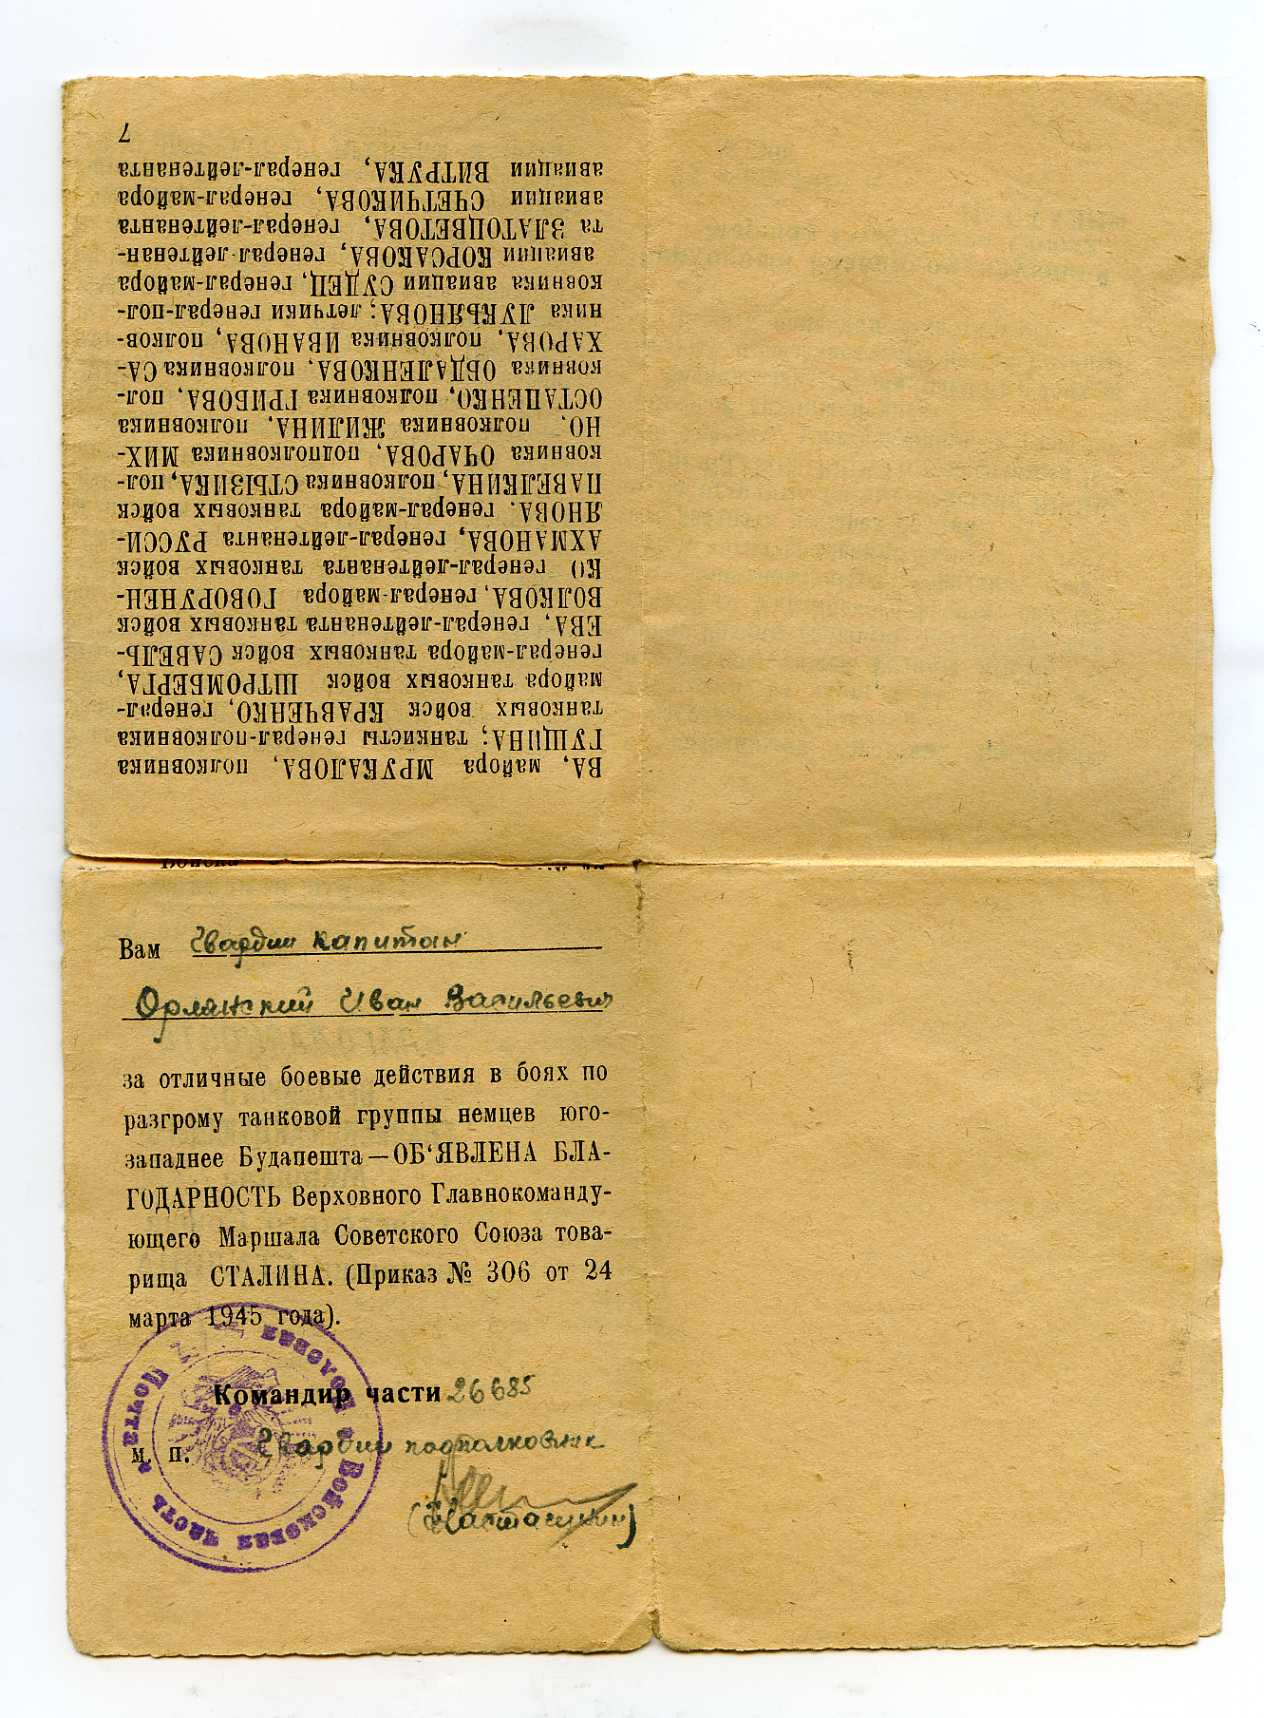 ВА, майора МРУКАЛОВА, полковника
ГУЩИНА; танкисты генерал-полковника
танковых войск КРАВЧЕНКО, генерал-
майора танковых войск ШТРОМБЕРГА,
генерал-майора танковых войск САВЕЛЬ-
ЕВА, генерал-лейтенанта танковых войск
ВОЛКОВА, генерал-майора ГОВОРУНЕН-
КО генерал-лейтенанта танковых войск
АХМАНОВА, генерал-лейтенанта РУССИ-
ЯНОВА, генерал-майора танковых войск
ПАВЕЛКИНА, полковника СТЫЗИКА, пол-
ковника ОЧАРОВА, подполковника МИХ-
НО, полковника ЖИЛИНА, полковника
ОСТАПЕНКО, полковника ГРИБОВА, пол-
ковника ОВДАЛЕНКОВА, полковника СА-
ХАРОВА, полковника ИВАНОВА, полков-
ника ЛУКЬЯНОВА; летчики генерал-пол-
ковника авиации СУДЕЦ, генерал-майора
авиации КОРСАКОВА, генерал-лейтенан-
та ЗЛАТОЦВЕТОВА, генерал-лейтенанта
авиации СЧЕТЧИКОВА, генерал-майора
авиации ВИТРУКА, генерал-лейтенанта
7
Вам Гвардии капитан
Орлянский Иван Васильевич
за отличные боевые действия в боях по
разгрому танковой группы немцев юго-
западнее Будапешта — ОБ‘ЯВЛЕНА БЛА-
ГОДАРНОСТЬ Верховного Главнокоманду-
ющего Маршала Советского Союза това-
рища СТАЛИНА. (Приказ № 306 от 24
марта 1945 года).
Командир части 26685
м. п. Гвардии подполковник
Войсковая часть Полевая Почта